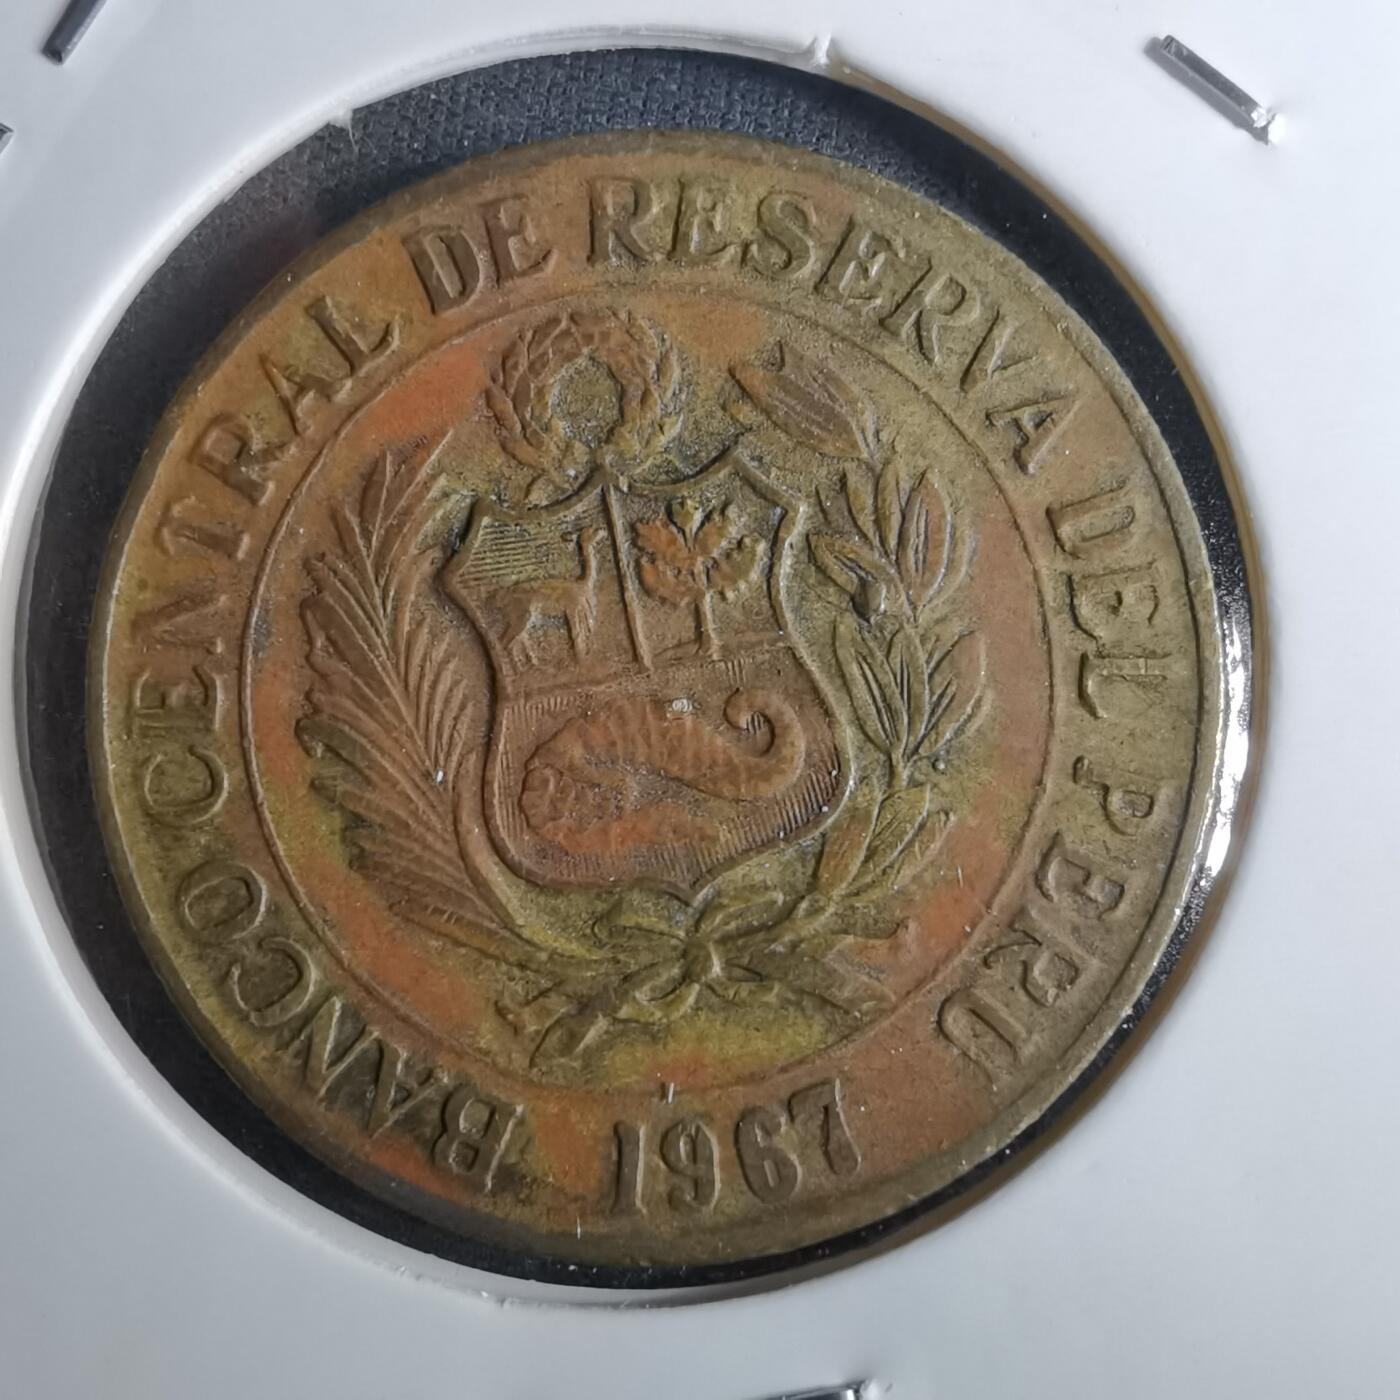 BANCO CENTRAL DE RESERVA DEL PERU
1967